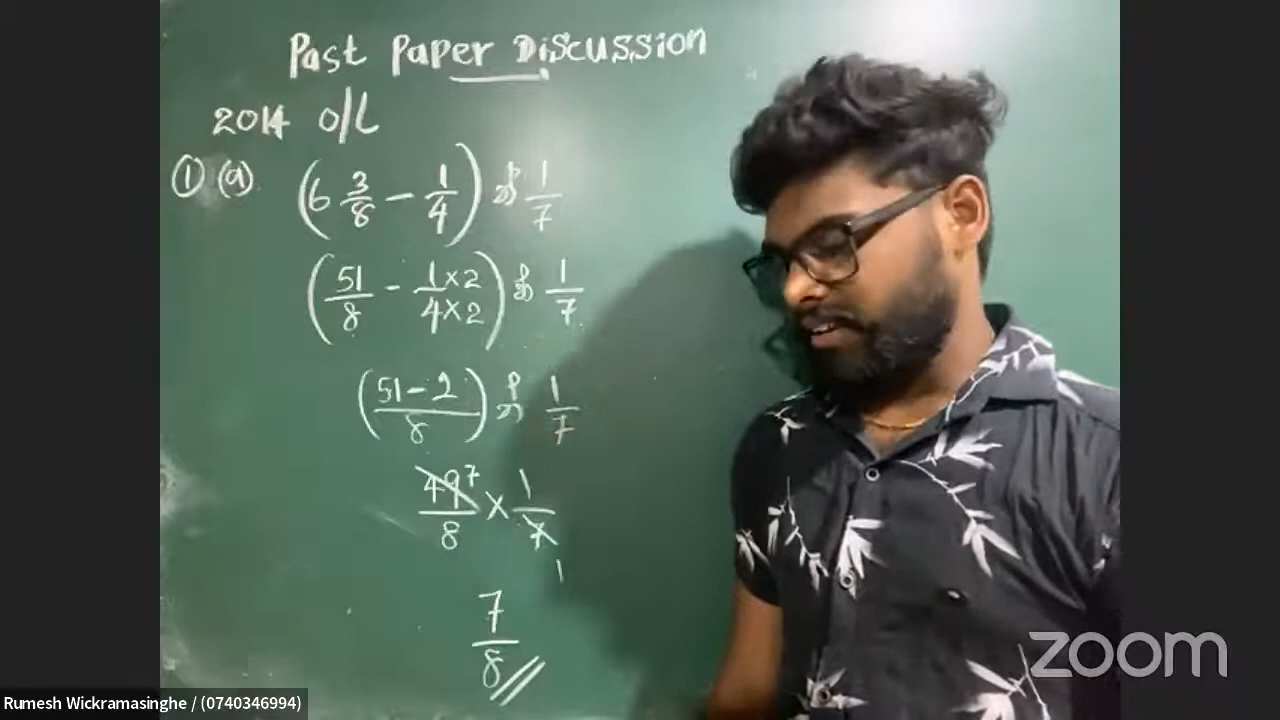 Past Paper Discussion
2014 O/L
① (a) (6 3/8 - 1/4) න් 1/7
(51/8 - 1×2/4×2) න් 1/7
(51-2/8) න් 1/7
49 7/8 × 1/7 1
7/8
zoom
Rumesh Wickramasinghe / (0740346994)